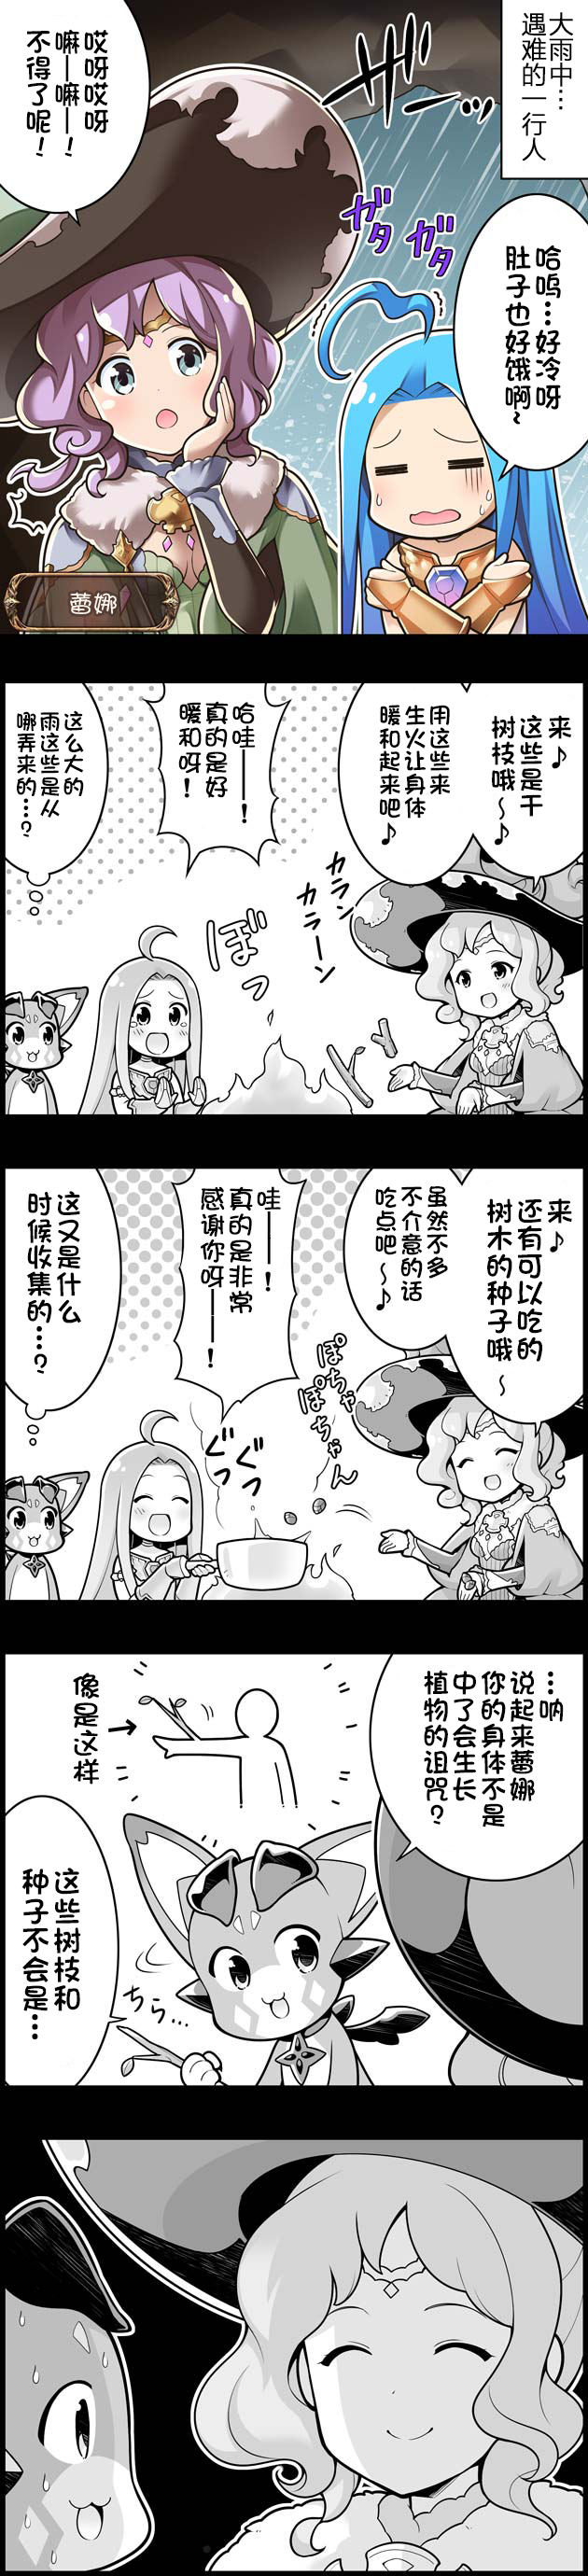 大雨中…
遇难的一行人
哈呜…好冷呀
肚子也好饿啊～
哎呀哎呀
嘛—嘛—！
不得了呢！
ザーッ
ガタ
ガタ
蕾娜
来♪
这些是干
树枝哦～♪
用这些来
生火让身体
暖和起来吧♪
哈哇——！
真的是好
暖和呀！
这么大的
雨这些是从
哪弄来的…？
カラン
カラーン
ぼっ
来♪
还有可以吃的
树木的种子哦～
虽然不多
不介意的话
吃点吧～♪
哇——！
真的是非常
感谢你呀——！
这又是什么
时候收集的…？
ぽちゃ
ぽちゃん
ぐっ
ぐっ
…呐
说起来蕾娜
你的身体不是
中了会生长
植物的诅咒？
像是这样
→
这些树枝和
种子不会是…
ちら…